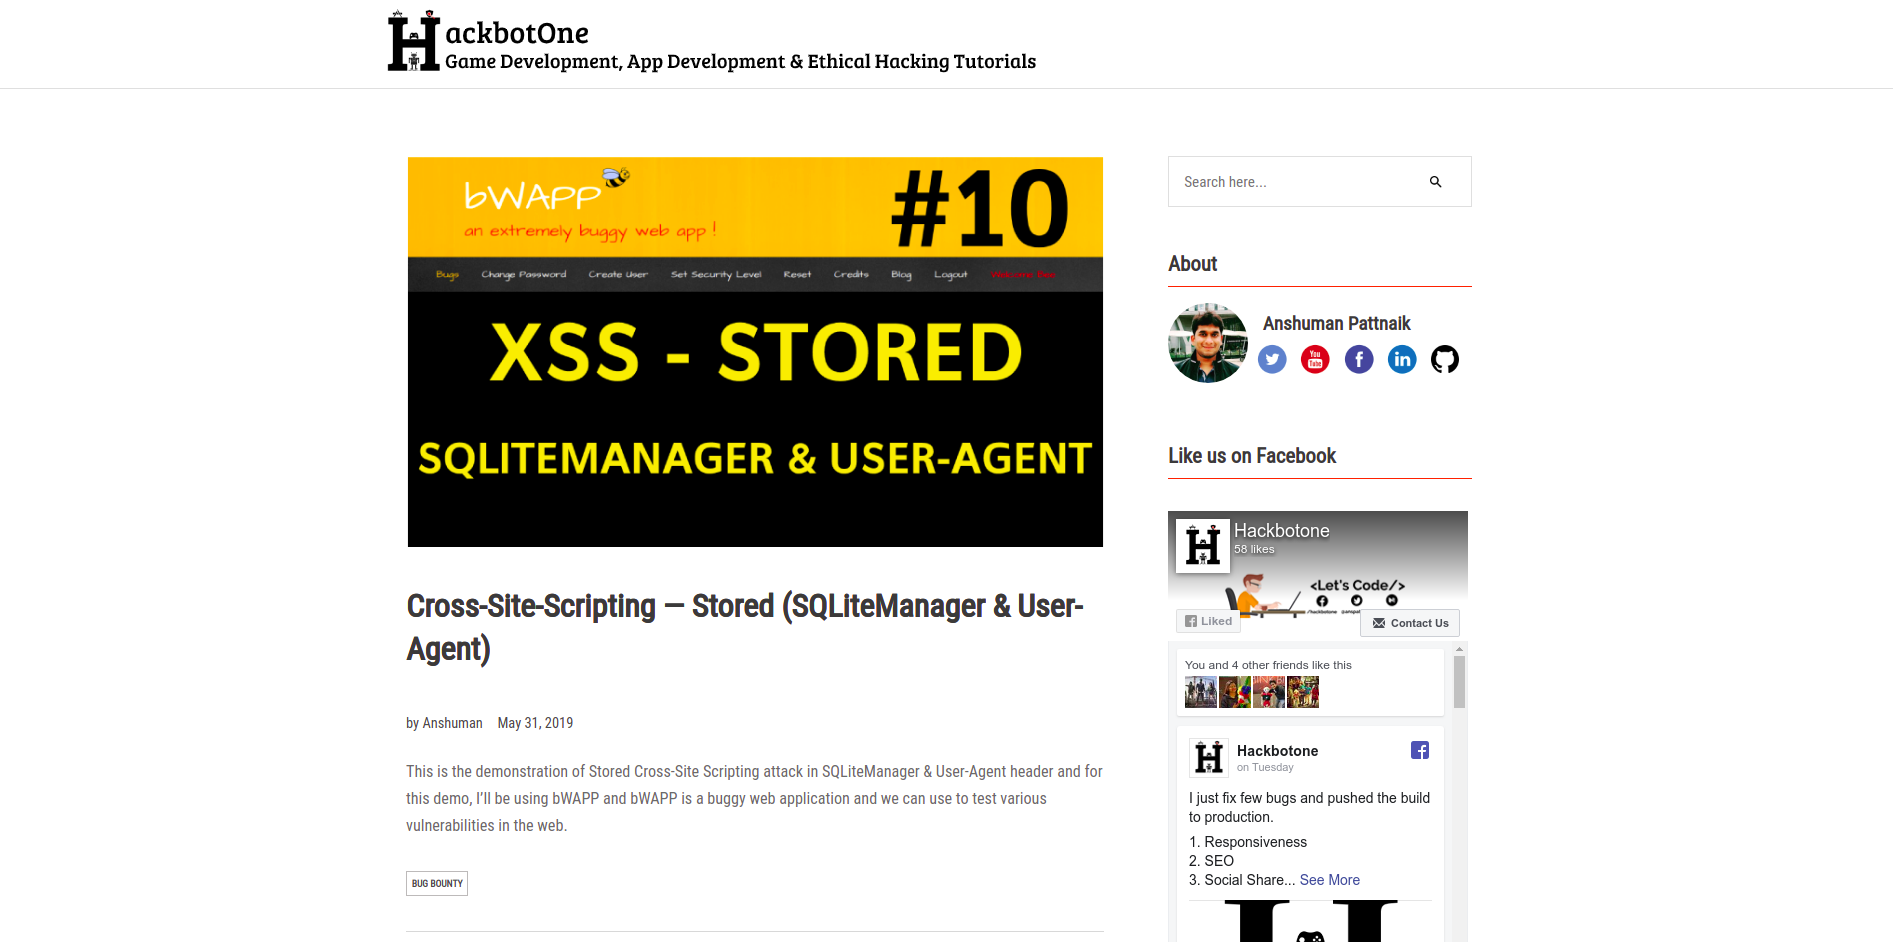 HackbotOne
Game Development, App Development & Ethical Hacking Tutorials
bWAPP
#10
an extremely buggy web app !
Bugs Change Password Create User Set Security Level Reset Credits Blog Logout Welcome Bee
XSS - STORED
SQLITEMANAGER & USER-AGENT
Cross-Site-Scripting — Stored (SQLiteManager & User-
Agent)
by Anshuman May 31, 2019
This is the demonstration of Stored Cross-Site Scripting attack in SQLiteManager & User-Agent header and for
this demo, I’ll be using bWAPP and bWAPP is a buggy web application and we can use to test various
vulnerabilities in the web.
BUG BOUNTY
Search here...
About
Anshuman Pattnaik
You Tube
in
Like us on Facebook
Hackbotone
58 likes
<Let's Code/>
/hackbotone
Liked
Contact Us
You and 4 other friends like this
Hackbotone
on Tuesday
I just fix few bugs and pushed the build
to production.
1. Responsiveness
2. SEO
3. Social Share... See More